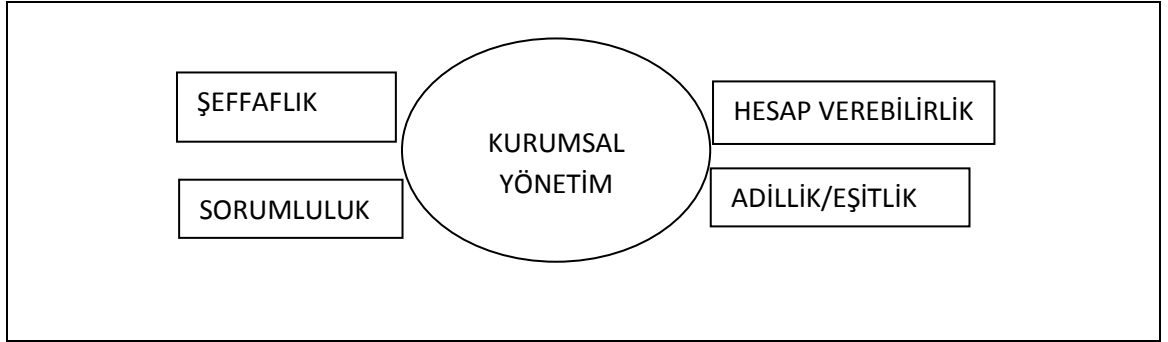 ŞEFFAFLIK
SORUMLULUK
KURUMSAL
YÖNETİM
HESAP VEREBİLİRLİK
ADİLLİK/EŞİTLİK